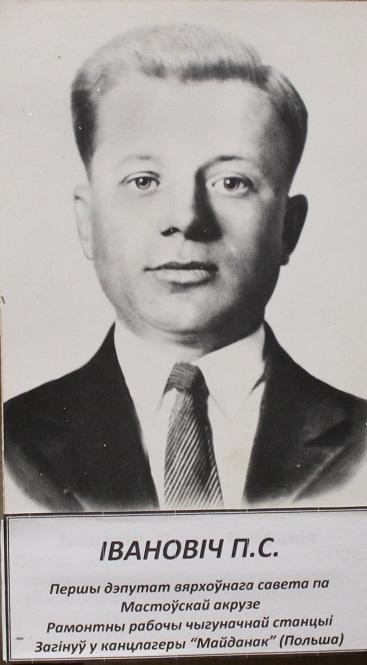 ІВАНОВІЧ П.С.
Першы дэпутат вярхоўнага савета па
Мастоўскай акрузе
Рамонтны рабочы чыгуначнай станцыі
Загінуў у канцлагеры “Майданак” (Польша)